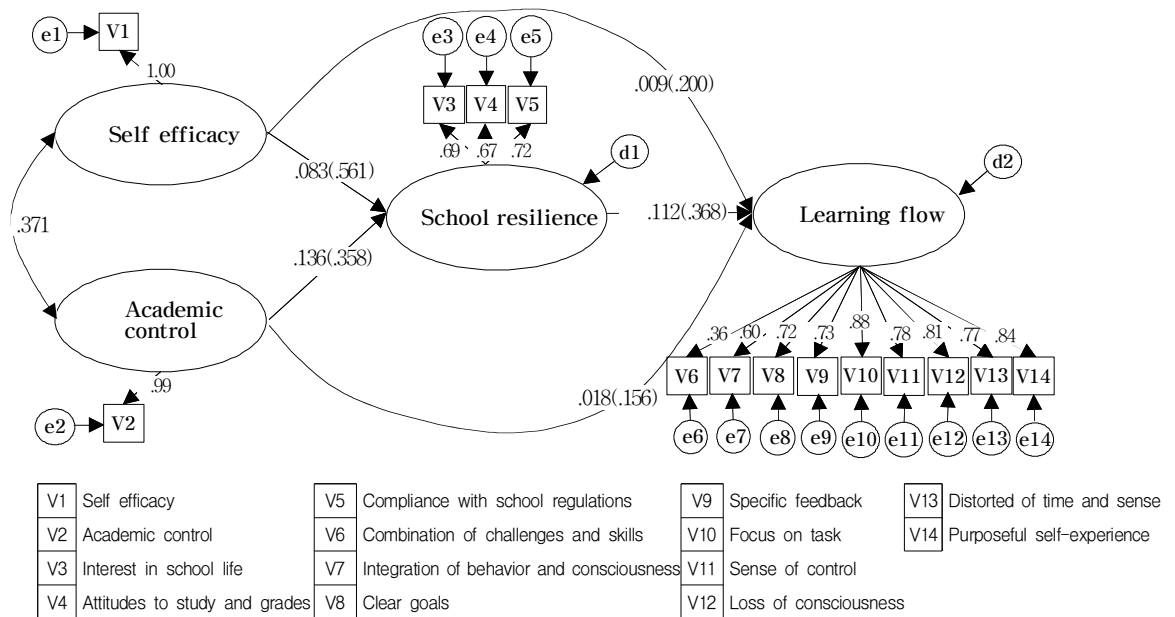 e1
V1
e3
e4
e5
1.00
V3
V4
V5
.009(.200)
Self efficacy
.69
.67
.72
d1
d2
.083(.561)
School resilience
.112(.368)
Learning flow
.371
.136(.358)
Academic
control
.36
.60
.72
.73
.88
.78
.81
.77
.84
.99
V6
V7
V8
V9
V10
V11
V12
V13
V14
.018(.156)
e2
V2
e6
e7
e8
e9
e10
e11
e12
e13
e14
V1 Self efficacy
V2 Academic control
V3 Interest in school life
V4 Attitudes to study and grades
V5 Compliance with school regulations
V6 Combination of challenges and skills
V7 Integration of behavior and consciousness
V8 Clear goals
V9 Specific feedback
V10 Focus on task
V11 Sense of control
V12 Loss of consciousness
V13 Distorted of time and sense
V14 Purposeful self-experience